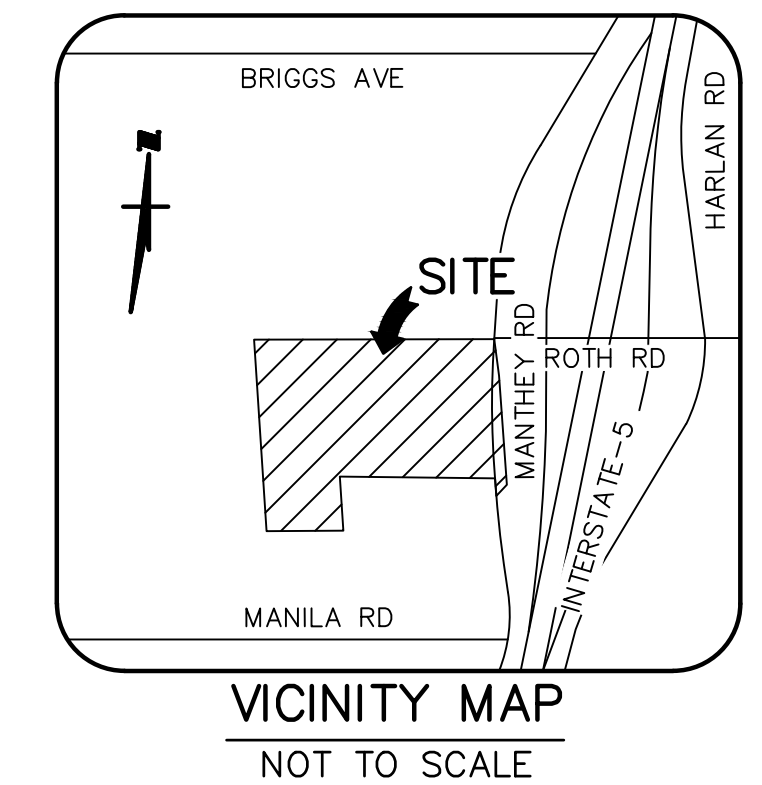 BRIGGS AVE
HARLAN RD
N
SITE
MANTHEY RD
ROTH RD
INTERSTATE-5
MANILA RD
VICINITY MAP
NOT TO SCALE